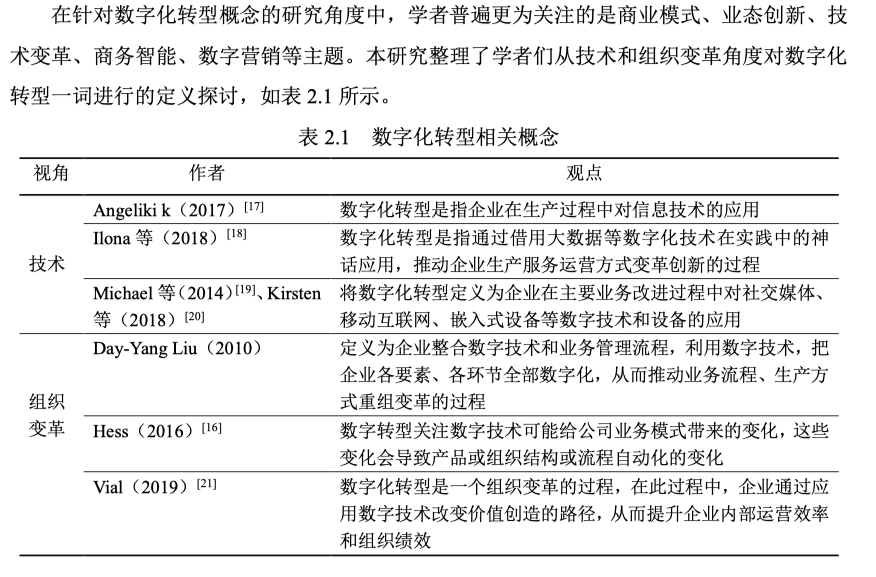 在针对数字化转型概念的研究角度中，学者普遍更为关注的是商业模式、业态创新、技
术变革、商务智能、数字营销等主题。本研究整理了学者们从技术和组织变革角度对数字化
转型一词进行的定义探讨，如表 2.1 所示。
表 2.1 数字化转型相关概念
视角 作者 观点
技术
Angeliki k（2017）[17] 数字化转型是指企业在生产过程中对信息技术的应用
Ilona 等（2018）[18] 数字化转型是指通过借用大数据等数字化技术在实践中的神
话应用，推动企业生产服务运营方式变革创新的过程
Michael 等（2014）[19]、Kirsten 将数字化转型定义为企业在主要业务改进过程中对社交媒体、
等（2018）[20] 移动互联网、嵌入式设备等数字技术和设备的应用
组织
变革
Day-Yang Liu（2010） 定义为企业整合数字技术和业务管理流程，利用数字技术，把
企业各要素、各环节全部数字化，从而推动业务流程、生产方
式重组变革的过程
Hess（2016）[16] 数字转型关注数字技术可能给公司业务模式带来的变化，这些
变化会导致产品或组织结构或流程自动化的变化
Vial（2019）[21] 数字化转型是一个组织变革的过程，在此过程中，企业通过应
用数字技术改变价值创造的路径，从而提升企业内部运营效率
和组织绩效